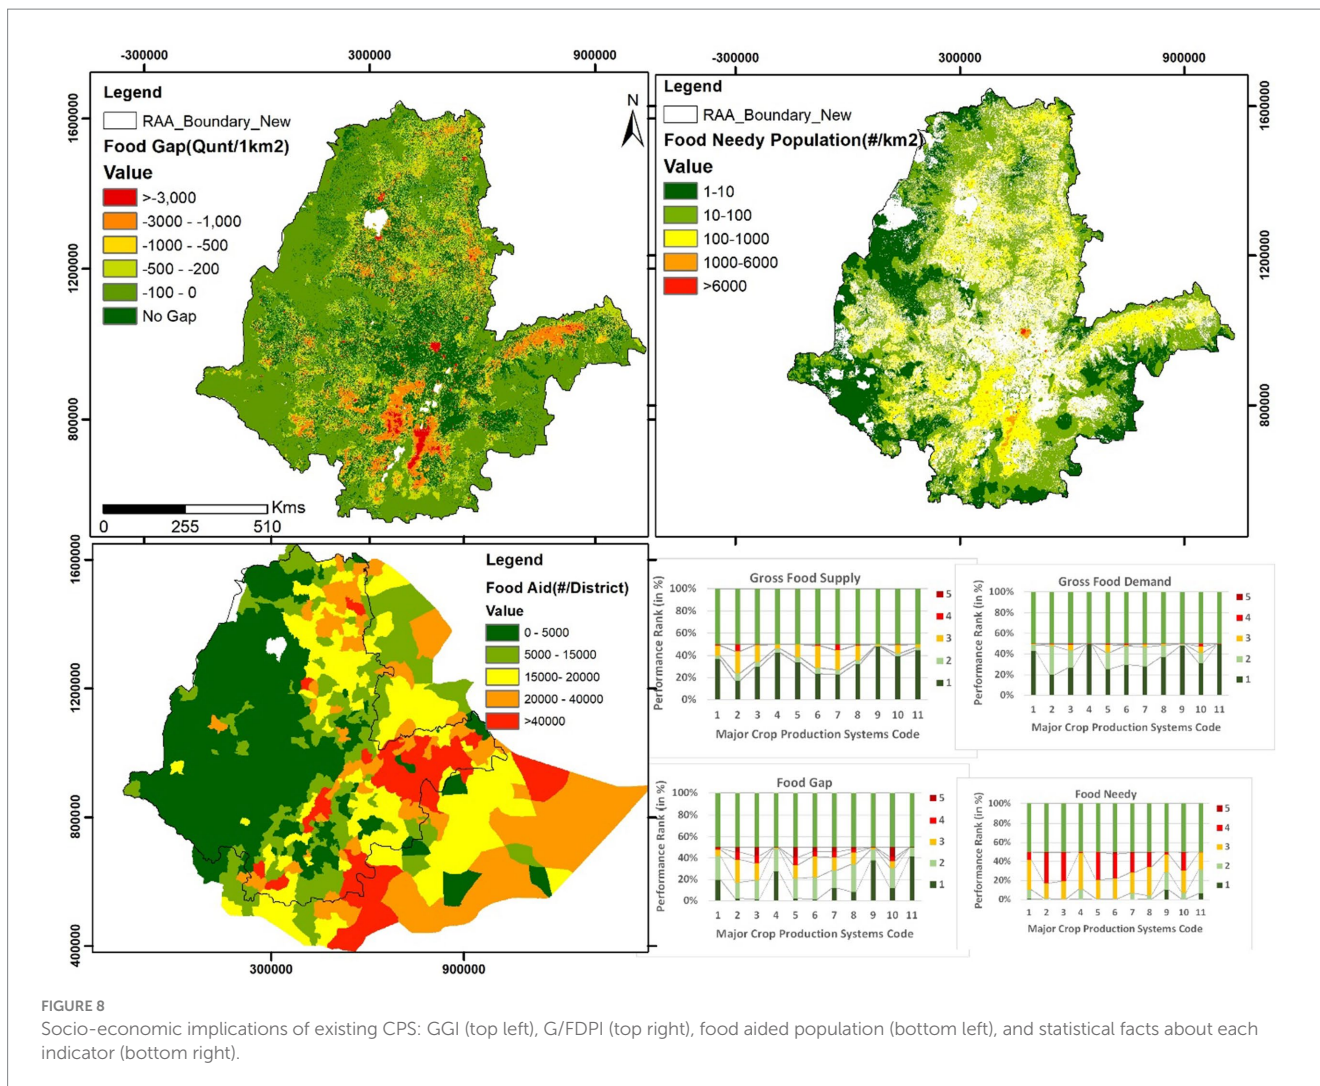 -300000
300000
900000
Legend
RAA_Boundary_New
Food Gap(Qunt/1km2)
Value
>-3,000
-3000 - -1,000
-1000 - -500
-500 - -200
-100 - 0
No Gap
N
Kms
0 255 510
1600000
1200000
800000
-300000
300000
900000
Legend
RAA_Boundary_New
Food Needy Population(#/km2)
Value
1-10
10-100
100-1000
1000-6000
>6000
1600000
1200000
800000
Legend
Food Aid(#/District)
Value
0 - 5000
5000 - 15000
15000- 20000
20000 - 40000
>40000
1600000
1200000
800000
400000
300000
900000
Gross Food Supply
Performance Rank (in %)
100%
80%
60%
40%
20%
0%
1 2 3 4 5 6 7 8 9 10 11
Major Crop Production Systems Code
5
4
3
2
1
Gross Food Demand
Performance Rank (in %)
100%
80%
60%
40%
20%
0%
1 2 3 4 5 6 7 8 9 10 11
Major Crop Production Systems Code
5
4
3
2
1
Food Gap
Performance Rank (in %)
100%
80%
60%
40%
20%
0%
1 2 3 4 5 6 7 8 9 10 11
Major Crop Production Systems Code
5
4
3
2
1
Food Needy
Performance Rank (in %)
100%
80%
60%
40%
20%
0%
1 2 3 4 5 6 7 8 9 10 11
Major Crop Production Systems Code
5
4
3
2
1
FIGURE 8
Socio-economic implications of existing CPS: GGI (top left), G/FDPI (top right), food aided population (bottom left), and statistical facts about each
indicator (bottom right).